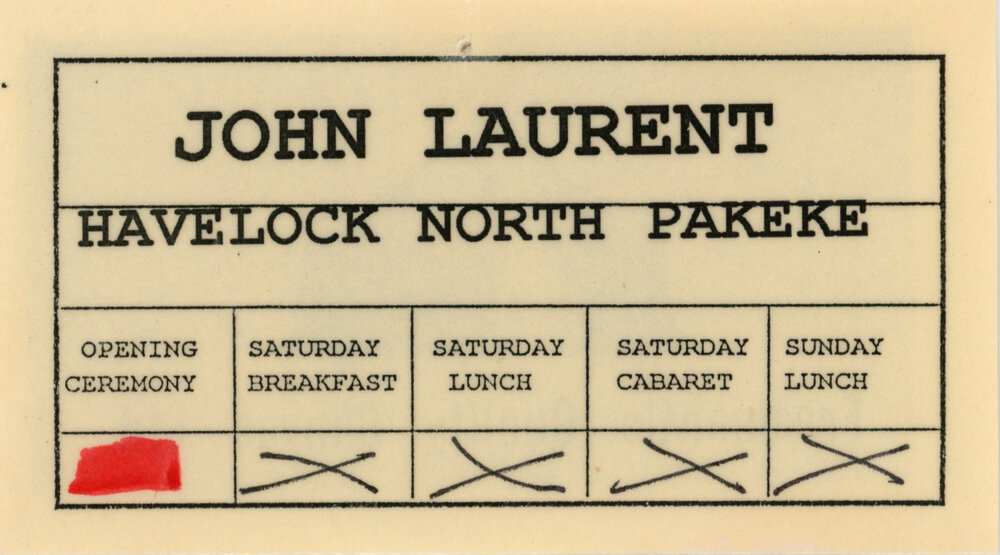 JOHN LAURENT
HAVELOCK NORTH PAKEKE
OPENING
CEREMONY
SATURDAY
BREAKFAST
SATURDAY
LUNCH
SATURDAY
CABARET
SUNDAY
LUNCH